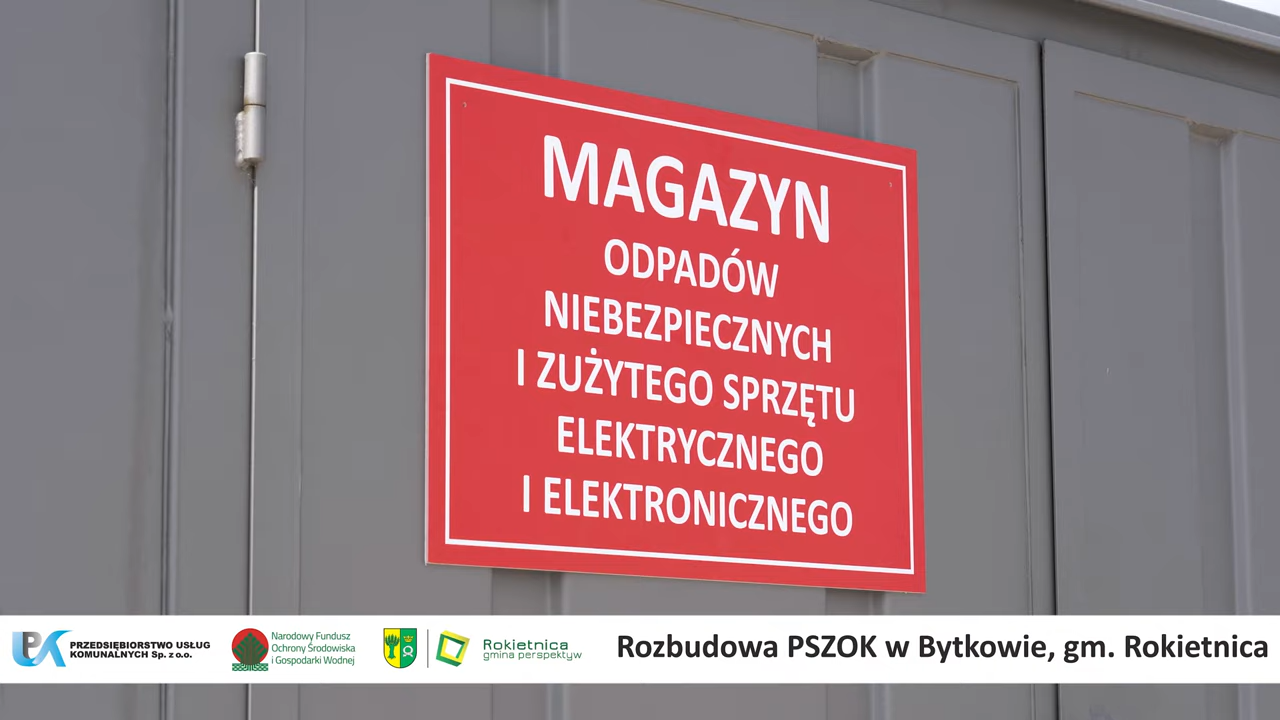 MAGAZYN
ODPADÓW
NIEBEZPIECZNYCH
I ZUŻYTEGO SPRZĘTU
ELEKTRYCZNEGO
I ELEKTRONICZNEGO
PUK PRZEDSIĘBIORSTWO USŁUG
KOMUNALNYCH Sp. z o.o.
Narodowy Fundusz
Ochrony Środowiska
i Gospodarki Wodnej
Rokietnica
gmina perspektyw
Rozbudowa PSZOK w Bytkowie, gm. Rokietnica